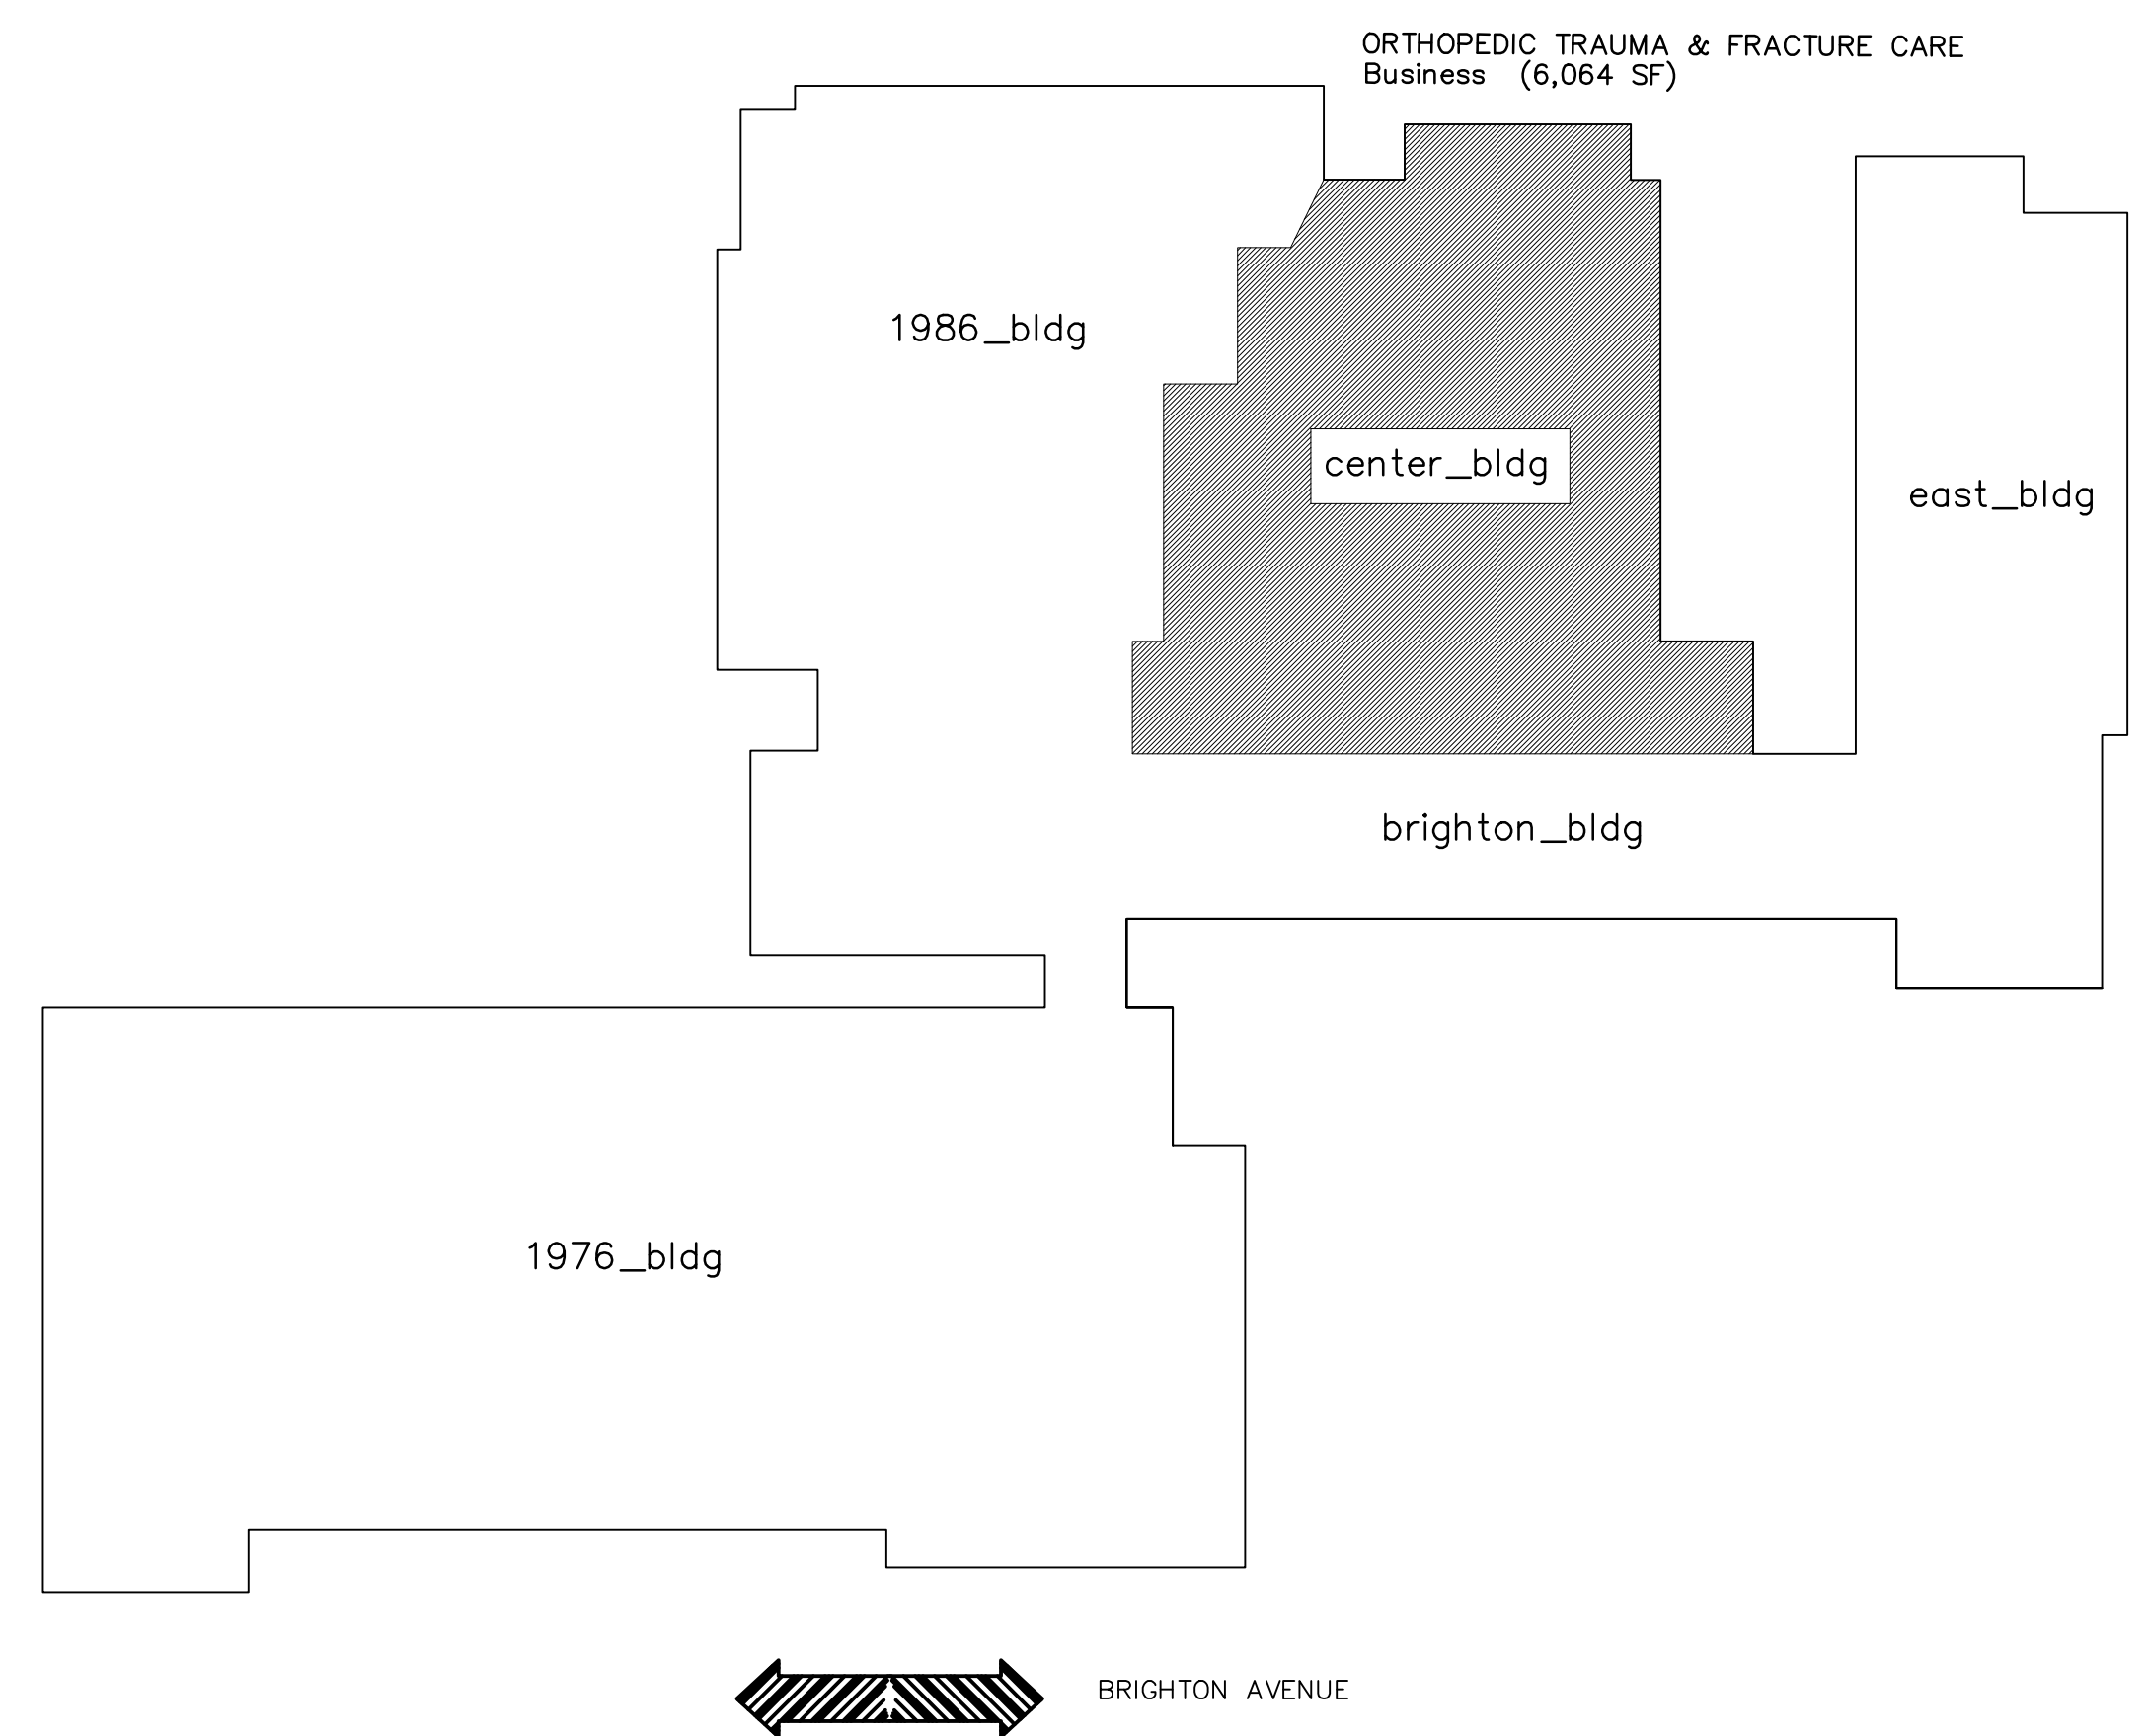 ORTHOPEDIC TRAUMA & FRACTURE CARE
Business (6,064 SF)
1986_bldg
center_bldg
east_bldg
brighton_bldg
1976_bldg
BRIGHTON AVENUE